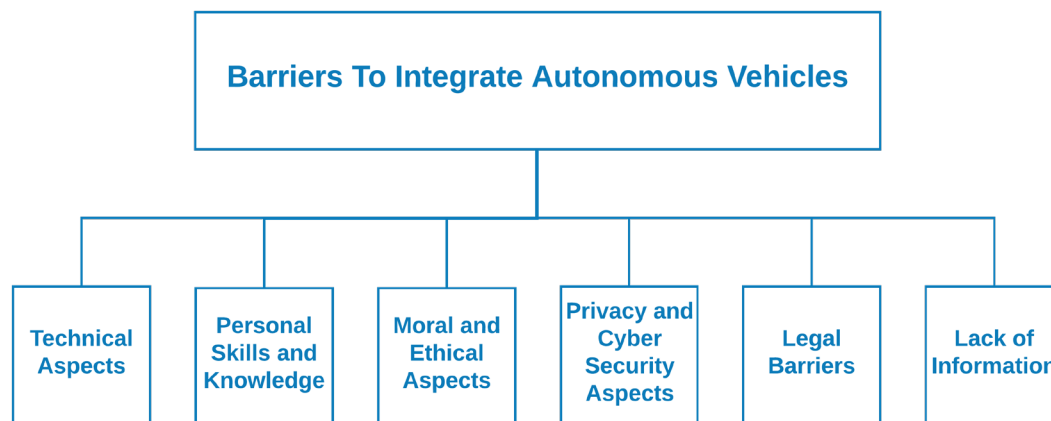 Barriers To Integrate Autonomous Vehicles
Technical
Aspects
Personal
Skills and
Knowledge
Moral and
Ethical
Aspects
Privacy and
Cyber
Security
Aspects
Legal
Barriers
Lack of
Information